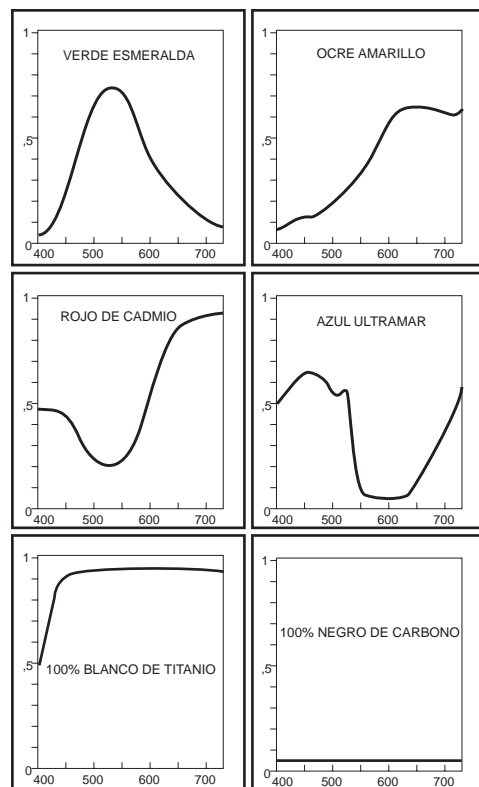 1
VERDE ESMERALDA
,5
0
400 500 600 700
1
OCRE AMARILLO
,5
0
400 500 600 700
1
ROJO DE CADMIO
,5
0
400 500 600 700
1
AZUL ULTRAMAR
,5
0
400 500 600 700
1
,5
100% BLANCO DE TITANIO
0
400 500 600 700
1
100% NEGRO DE CARBONO
,5
0
400 500 600 700